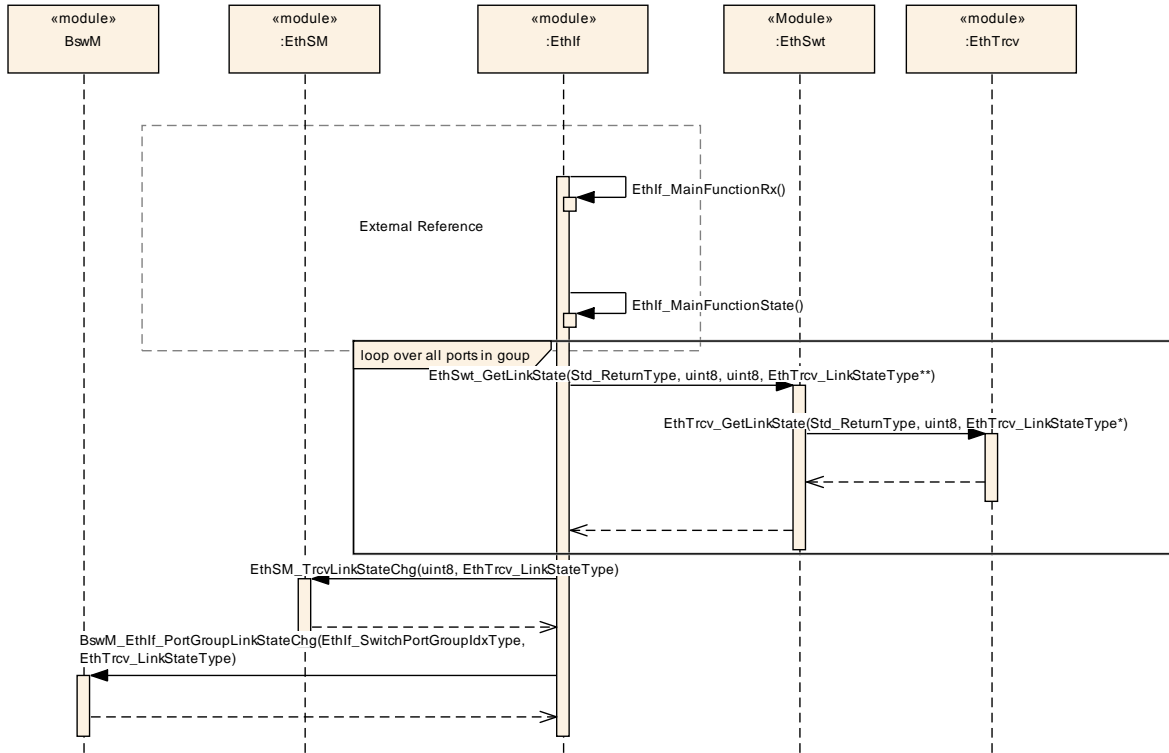 «module»
BswM
«module»
:EthSM
«module»
:EthIf
«Module»
:EthSwt
«module»
:EthTrcv
EthIf_MainFunctionRx()
External Reference
EthIf_MainFunctionState()
loop over all ports in goup
EthSwt_GetLinkState(Std_ReturnType, uint8, uint8, EthTrcv_LinkStateType**)
EthTrcv_GetLinkState(Std_ReturnType, uint8, EthTrcv_LinkStateType*)
EthSM_TrcvLinkStateChg(uint8, EthTrcv_LinkStateType)
BswM_EthIf_PortGroupLinkStateChg(EthIf_SwitchPortGroupIdxType,
EthTrcv_LinkStateType)